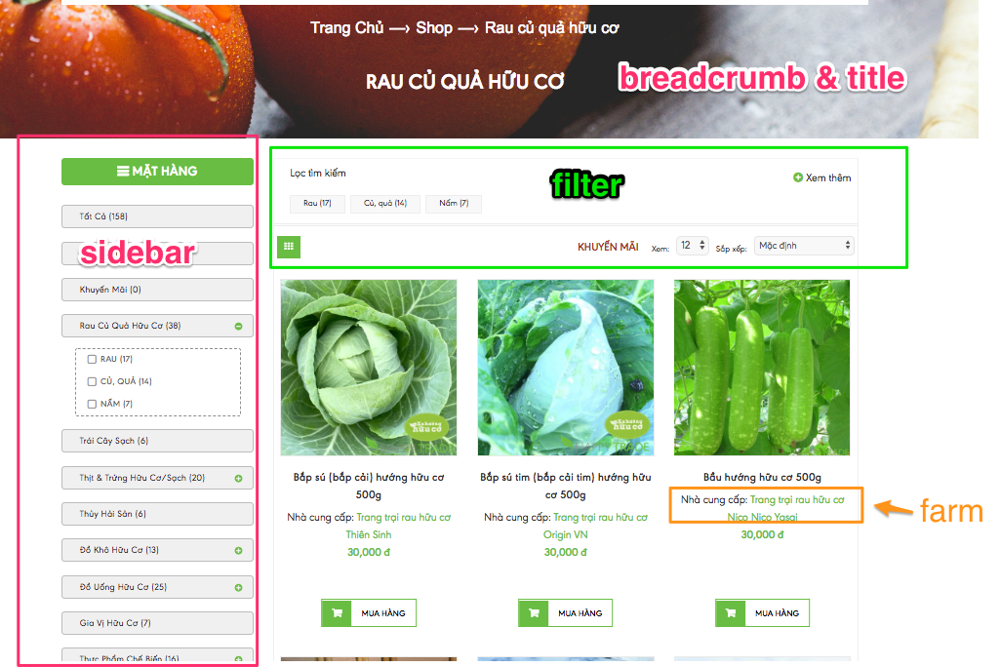 Trang Chủ ⟶ Shop ⟶ Rau củ quả hữu cơ
RAU CỦ QUẢ HỮU CƠ
breadcrumb & title
MẶT HÀNG
Tất Cả (158)
sidebar
Khuyến Mãi (0)
Rau Củ Quả Hữu Cơ (38)
RAU (17)
CỦ, QUẢ (14)
NẤM (7)
Trái Cây Sạch (6)
Thịt & Trứng Hữu Cơ/Sạch (20)
Thủy Hải Sản (6)
Đồ Khô Hữu Cơ (13)
Đồ Uống Hữu Cơ (25)
Gia Vị Hữu Cơ (7)
Thực Phẩm Chế Biến (16)
Lọc tìm kiếm
filter
Xem thêm
Rau (17) Củ, quả (14) Nấm (7)
KHUYẾN MÃI Xem: 12 Sắp xếp: Mặc định
Bắp sú (bắp cải) hướng hữu cơ
500g
Nhà cung cấp: Trang trại rau hữu cơ
Thiên Sinh
30,000 đ
MUA HÀNG
Bắp sú tim (bắp cải tim) hướng hữu
cơ 500g
Nhà cung cấp: Trang trại rau hữu cơ
Origin VN
30,000 đ
MUA HÀNG
Bầu hướng hữu cơ 500g
Nhà cung cấp: Trang trại rau hữu cơ
Nico Nico Yasai
30,000 đ
MUA HÀNG
farm